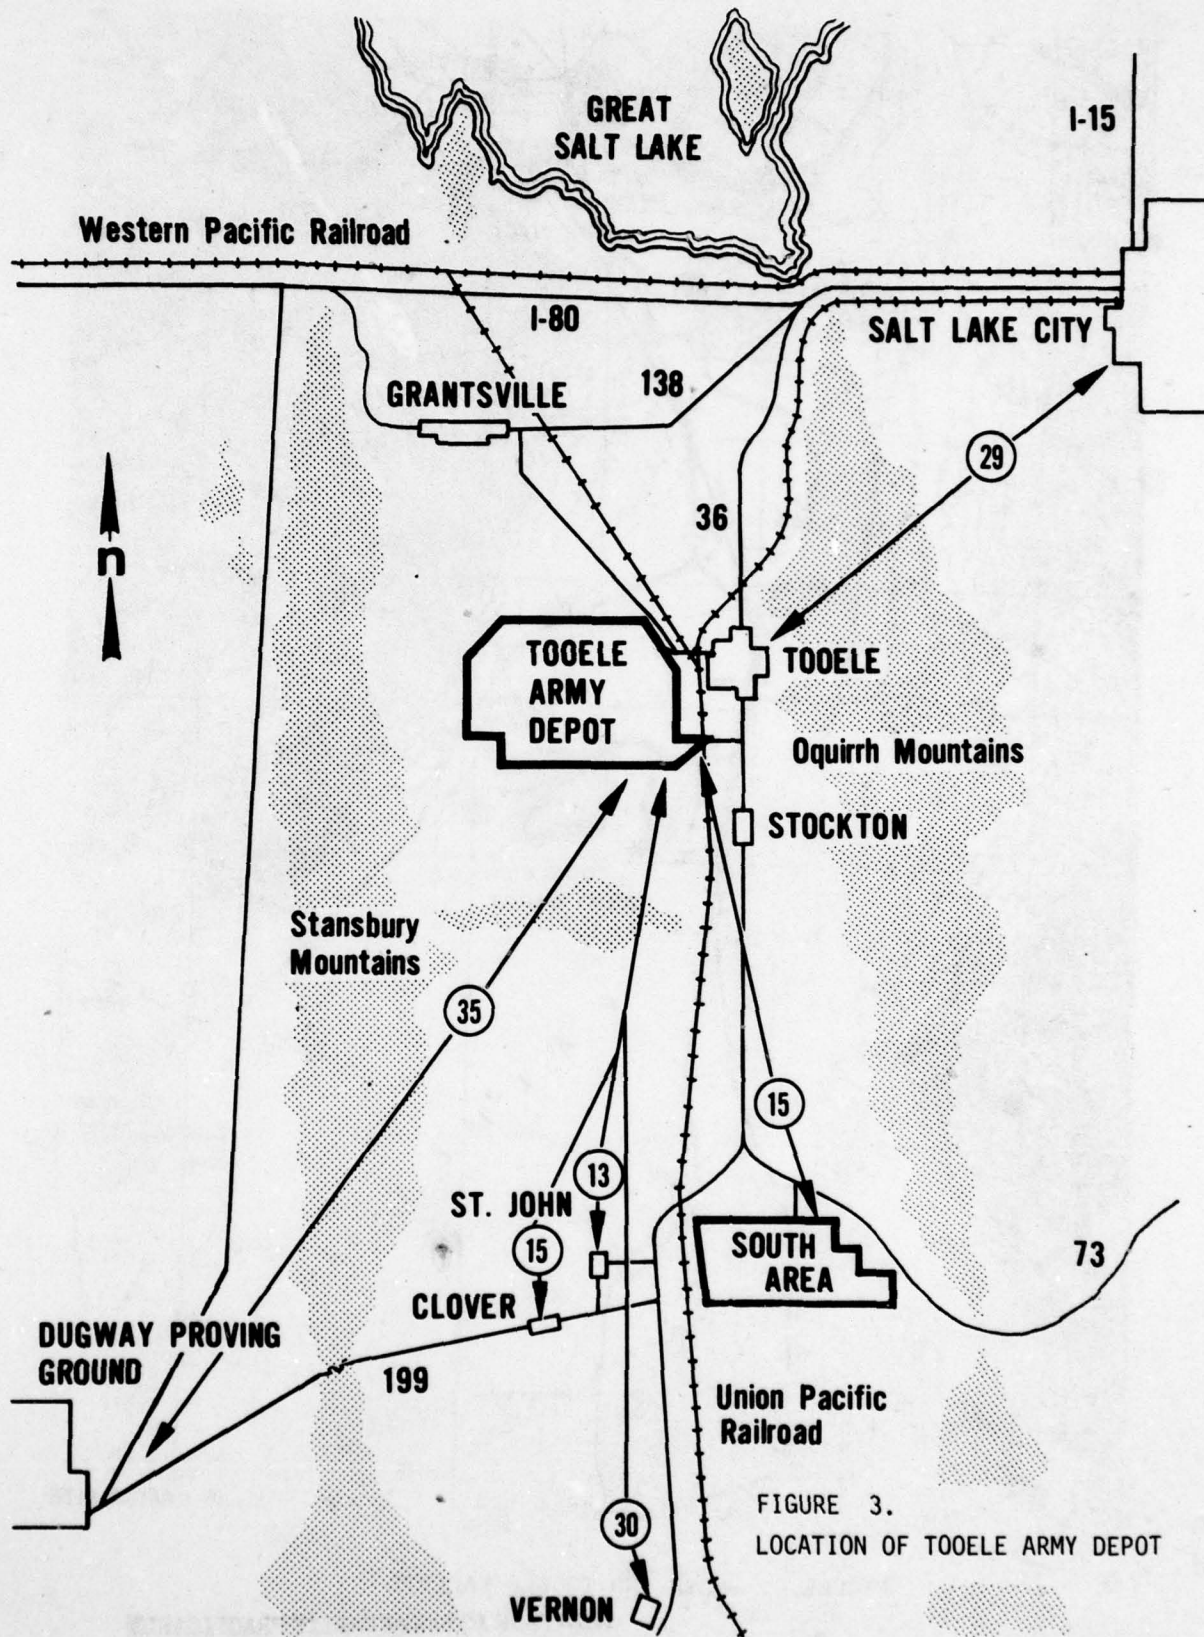 GREAT
SALT LAKE
I-15
Western Pacific Railroad
I-80
SALT LAKE CITY
138
GRANTSVILLE
29
n
36
TOOELE
ARMY
DEPOT
TOOELE
Oquirrh Mountains
STOCKTON
Stansbury
Mountains
35
15
13
ST. JOHN
15
SOUTH
AREA
73
CLOVER
DUGWAY PROVING
GROUND
199
Union Pacific
Railroad
30
FIGURE 3.
LOCATION OF TOOELE ARMY DEPOT
VERNON